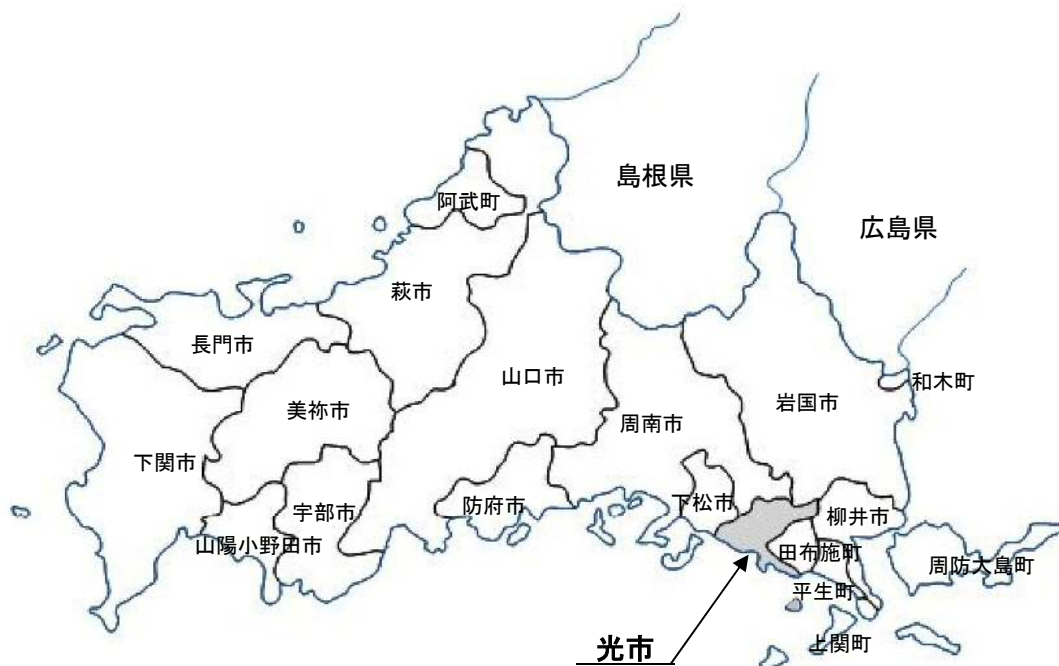 島根県
阿武町
広島県
萩市
長門市
山口市
和木町
岩国市
美祢市
周南市
下関市
下松市
防府市
宇部市
柳井市
山陽小野田市
田布施町
周防大島町
平生町
上関町
光市